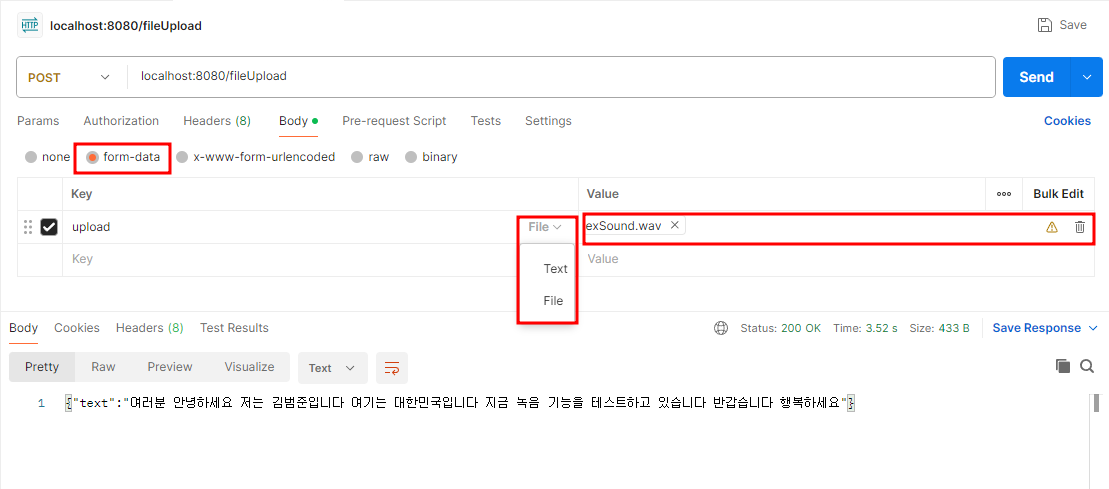 HTTP localhost:8080/fileUpload Save
POST localhost:8080/fileUpload Send
Params Authorization Headers (8) Body Pre-request Script Tests Settings Cookies
none form-data x-www-form-urlencoded raw binary
Key Value Bulk Edit
upload File exSound.wav
Key Text Value
File
Body Cookies Headers (8) Test Results Status: 200 OK Time: 3.52 s Size: 433 B Save Response
Pretty Raw Preview Visualize Text
1 {"text":"여러분 안녕하세요 저는 김범준입니다 여기는 대한민국입니다 지금 녹음 기능을 테스트하고 있습니다 반갑습니다 행복하세요"}